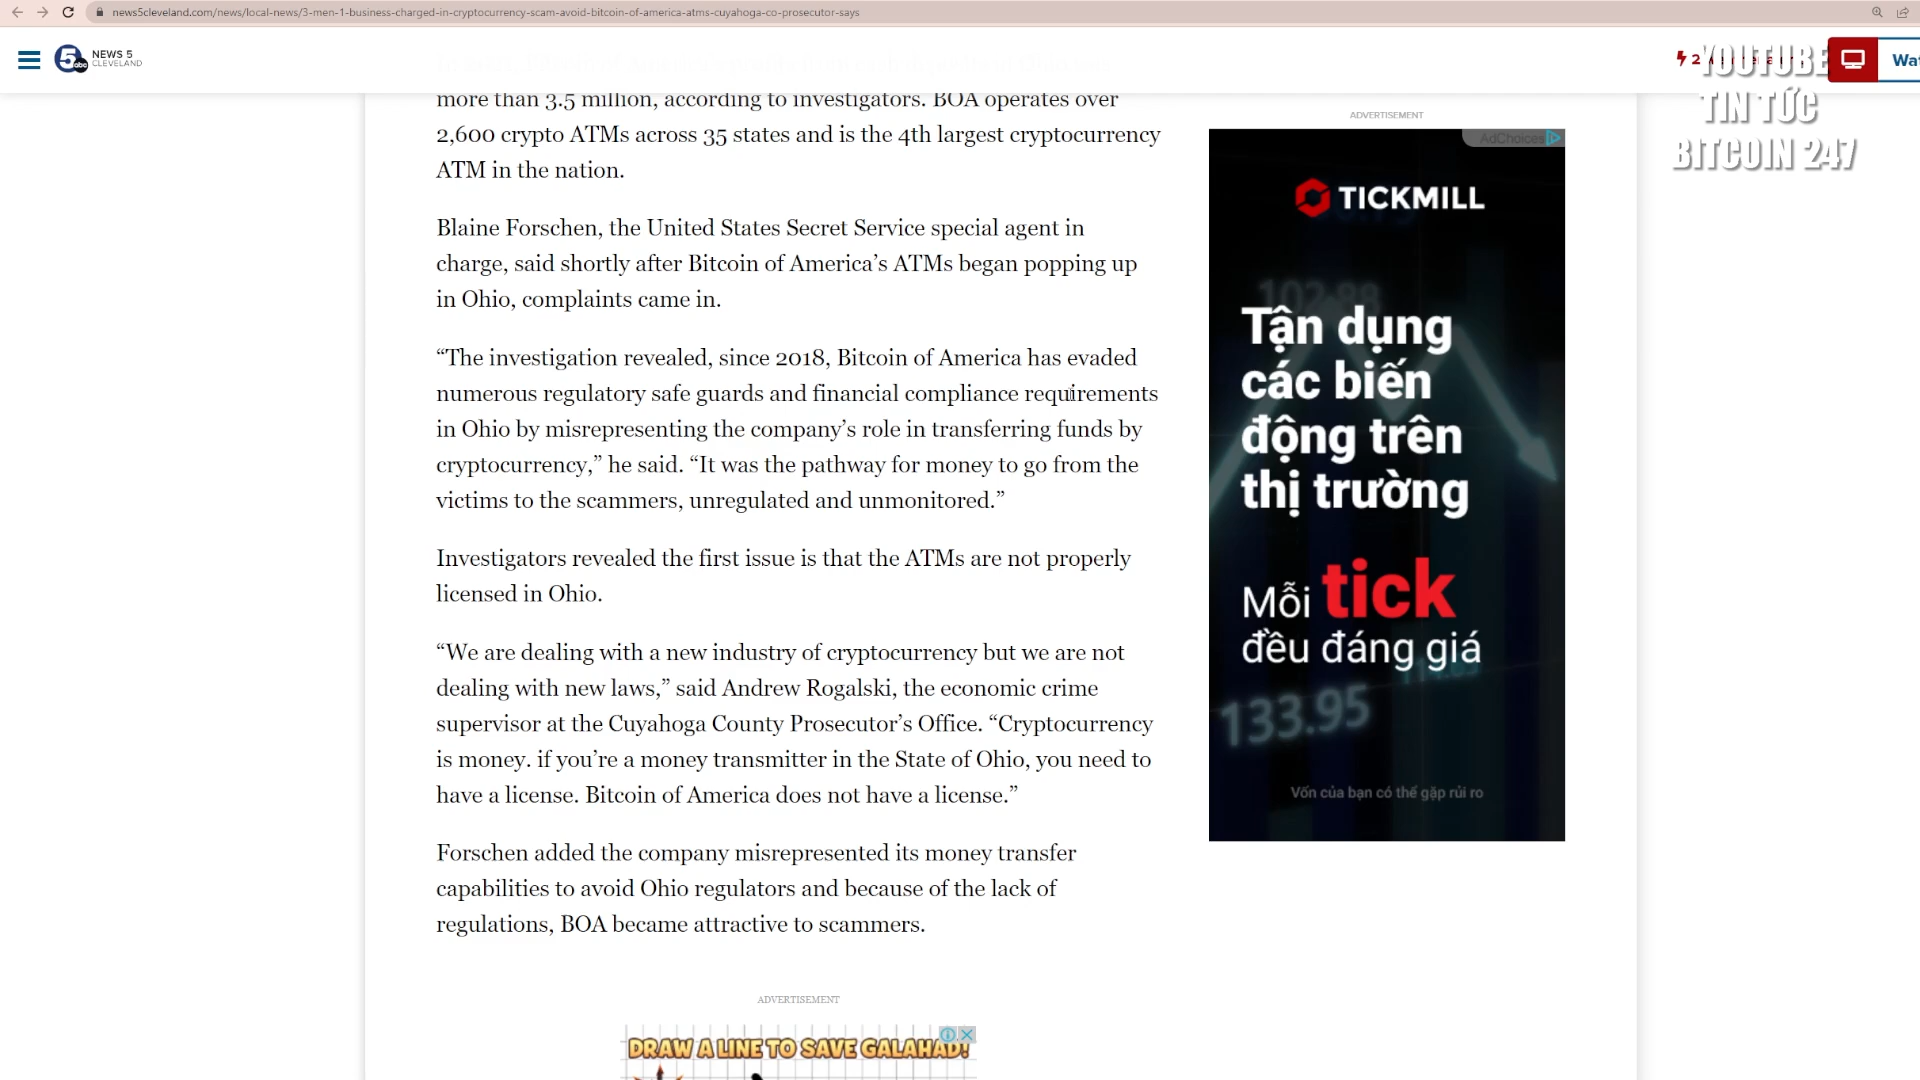 news5cleveland.com/news/local-news/3-men-1-business-charged-in-cryptocurrency-scam-avoid-bitcoin-of-america-atms-cuyahoga-co-prosecutor-says
5 abc
NEWS 5
CLEVELAND
2
Wat
YOUTUBE
TIN TỨC
BITCOIN 247
more than 3.5 million, according to investigators. BOA operates over
2,600 crypto ATMs across 35 states and is the 4th largest cryptocurrency
ATM in the nation.
Blaine Forschen, the United States Secret Service special agent in
charge, said shortly after Bitcoin of America’s ATMs began popping up
in Ohio, complaints came in.
“The investigation revealed, since 2018, Bitcoin of America has evaded
numerous regulatory safe guards and financial compliance requirements
in Ohio by misrepresenting the company’s role in transferring funds by
cryptocurrency,” he said. “It was the pathway for money to go from the
victims to the scammers, unregulated and unmonitored.”
Investigators revealed the first issue is that the ATMs are not properly
licensed in Ohio.
“We are dealing with a new industry of cryptocurrency but we are not
dealing with new laws,” said Andrew Rogalski, the economic crime
supervisor at the Cuyahoga County Prosecutor’s Office. “Cryptocurrency
is money. if you’re a money transmitter in the State of Ohio, you need to
have a license. Bitcoin of America does not have a license.”
Forschen added the company misrepresented its money transfer
capabilities to avoid Ohio regulators and because of the lack of
regulations, BOA became attractive to scammers.
ADVERTISEMENT
DRAW A LINE TO SAVE GALAHAD!
ADVERTISEMENT
AdChoices
TICKMILL
102.88
Tận dụng
các biến
động trên
thị trường
Mỗi tick
đều đáng giá
133.95
Vốn của bạn có thể gặp rủi ro